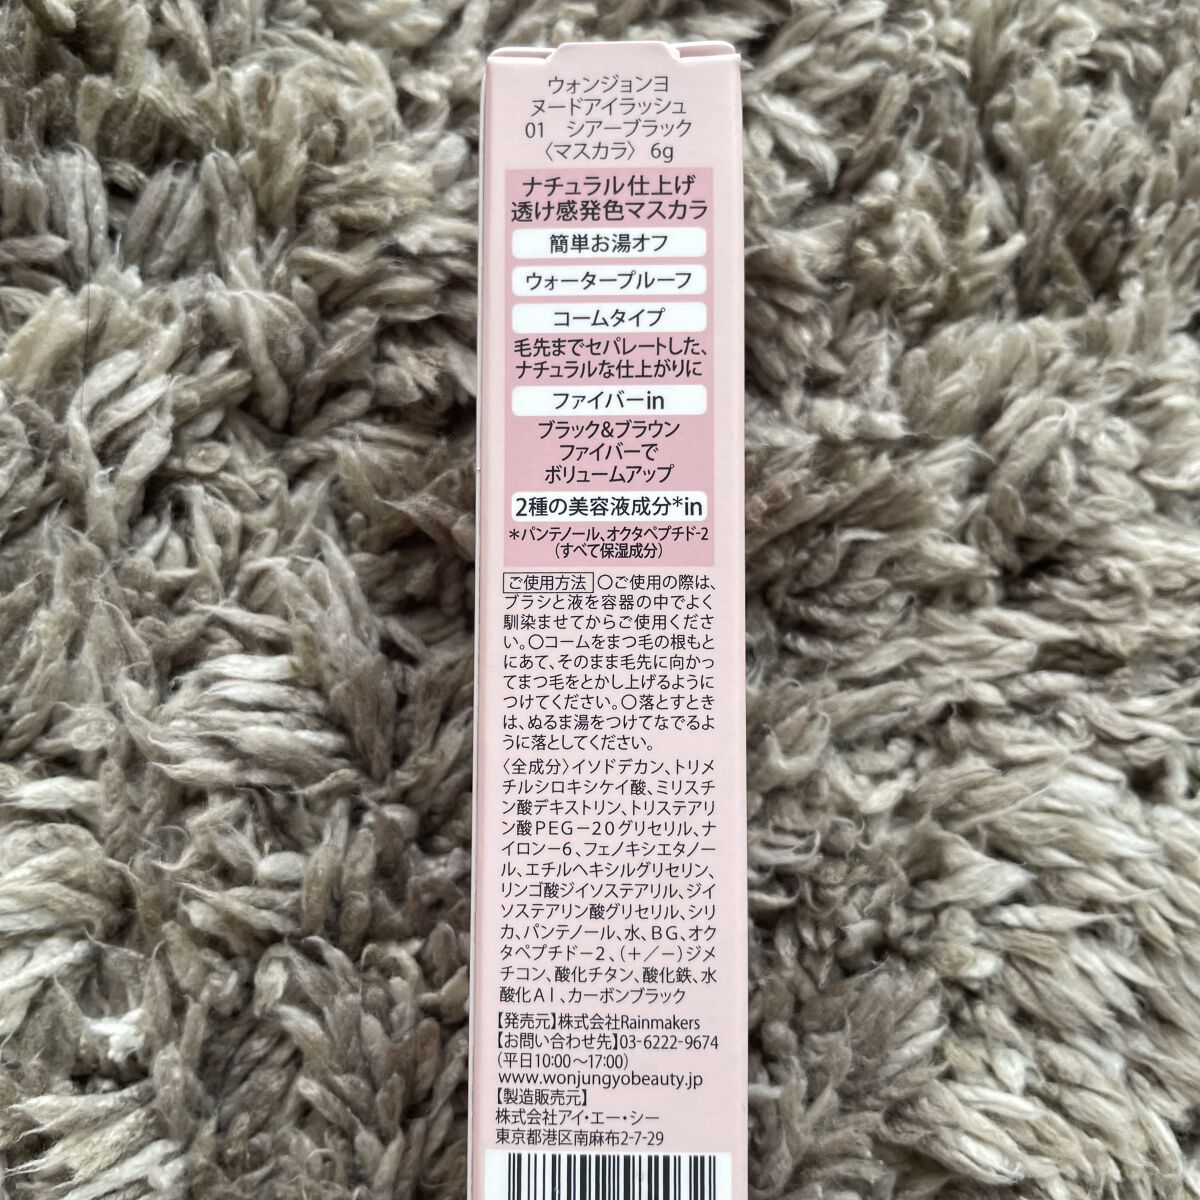 ウォンジョンヨ
ヌードアイラッシュ
01　シアーブラック
〈マスカラ〉 6g
ナチュラル仕上げ
透け感発色マスカラ
簡単お湯オフ
ウォータープルーフ
コームタイプ
毛先までセパレートした、
ナチュラルな仕上がりに
ファイバーin
ブラック&ブラウン
ファイバーで
ボリュームアップ
2種の美容液成分*in
*パンテノール、オクタペプチド-2
(すべて保湿成分)
ご使用方法 〇ご使用の際は、
ブラシと液を容器の中でよく
馴染ませてからご使用くださ
い。〇コームをまつ毛の根もと
にあて、そのまま毛先に向かっ
てまつ毛をとかし上げるように
つけてください。〇落とすとき
は、ぬるま湯をつけてなでるよ
うに落としてください。
〈全成分〉イソドデカン、トリメ
チルシロキシケイ酸、ミリスチ
ン酸デキストリン、トリステアリ
ン酸PEG－20グリセリル、ナ
イロン－6、フェノキシエタノー
ル、エチルヘキシルグリセリン、
リンゴ酸ジイソステアリル、ジイ
ソステアリン酸グリセリル、シリ
カ、パンテノール、水、BG、オク
タペプチド－2、(＋／－)ジメ
チコン、酸化チタン、酸化鉄、水
酸化Al、カーボンブラック
【発売元】株式会社Rainmakers
【お問い合わせ先】03-6222-9674
(平日10:00～17:00)
www.wonjungyobeauty.jp
【製造販売元】
株式会社アイ・エー・シー
東京都港区南麻布2-7-29